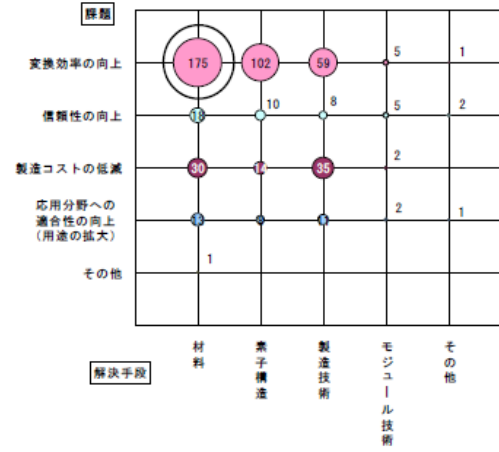 課題
変換効率の向上
175
102
59
5
1
信頼性の向上
18
10
8
5
2
製造コストの低減
30
14
35
2
応用分野への
適合性の向上
(用途の拡大)
2
1
その他
1
解決手段
材料
素子構造
製造技術
モジュール技術
その他